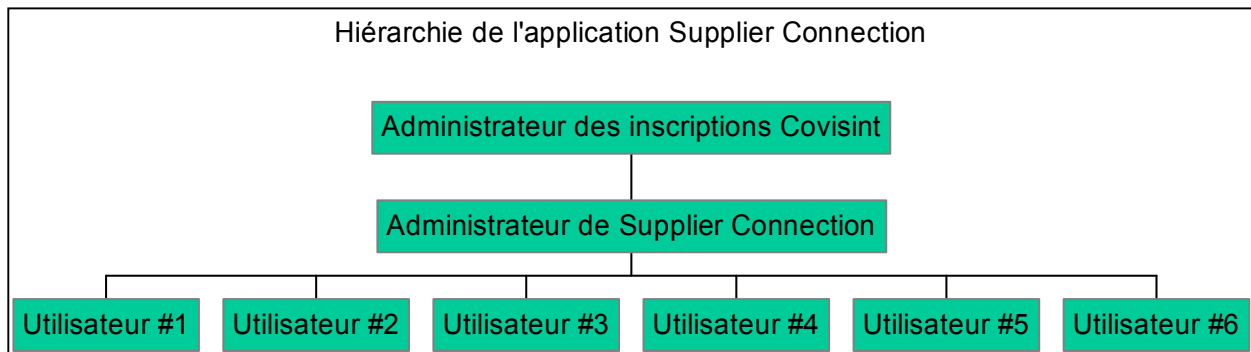 Hiérarchie de l'application Supplier Connection
Administrateur des inscriptions Covisint
Administrateur de Supplier Connection
Utilisateur #1 Utilisateur #2 Utilisateur #3 Utilisateur #4 Utilisateur #5 Utilisateur #6